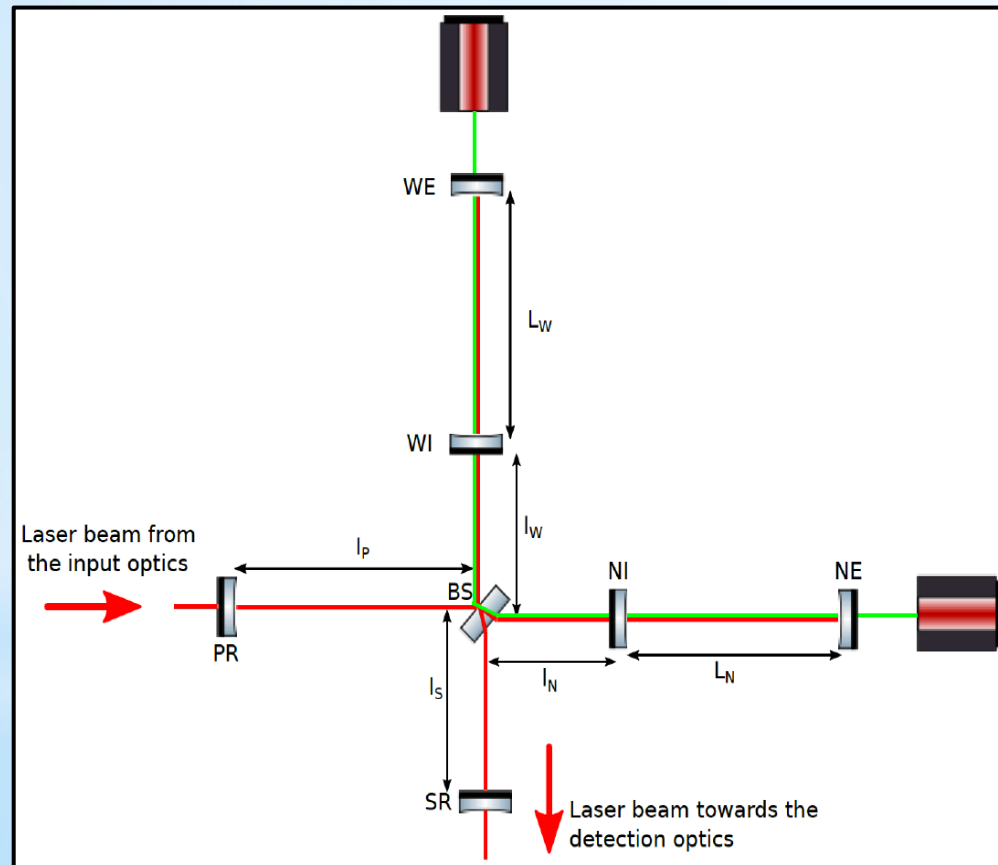 WE
L_W
WI
l_W
Laser beam from
the input optics
l_P
BS
NI
NE
PR
l_N
L_N
l_S
SR
Laser beam towards the
detection optics